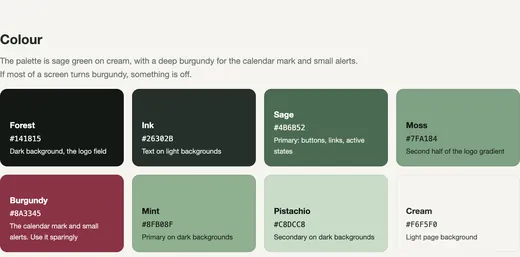 Colour
The palette is sage green on cream, with a deep burgundy for the calendar mark and small alerts.
If most of a screen turns burgundy, something is off.
Forest
#141815
Dark background, the logo field
Ink
#26302B
Text on light backgrounds
Sage
#4B6B52
Primary: buttons, links, active
states
Moss
#7FA184
Second half of the logo gradient
Burgundy
#8A3345
The calendar mark and small
alerts. Use it sparingly
Mint
#8FB08F
Primary on dark backgrounds
Pistachio
#C8DCC8
Secondary on dark backgrounds
Cream
#F6F5F0
Light page background